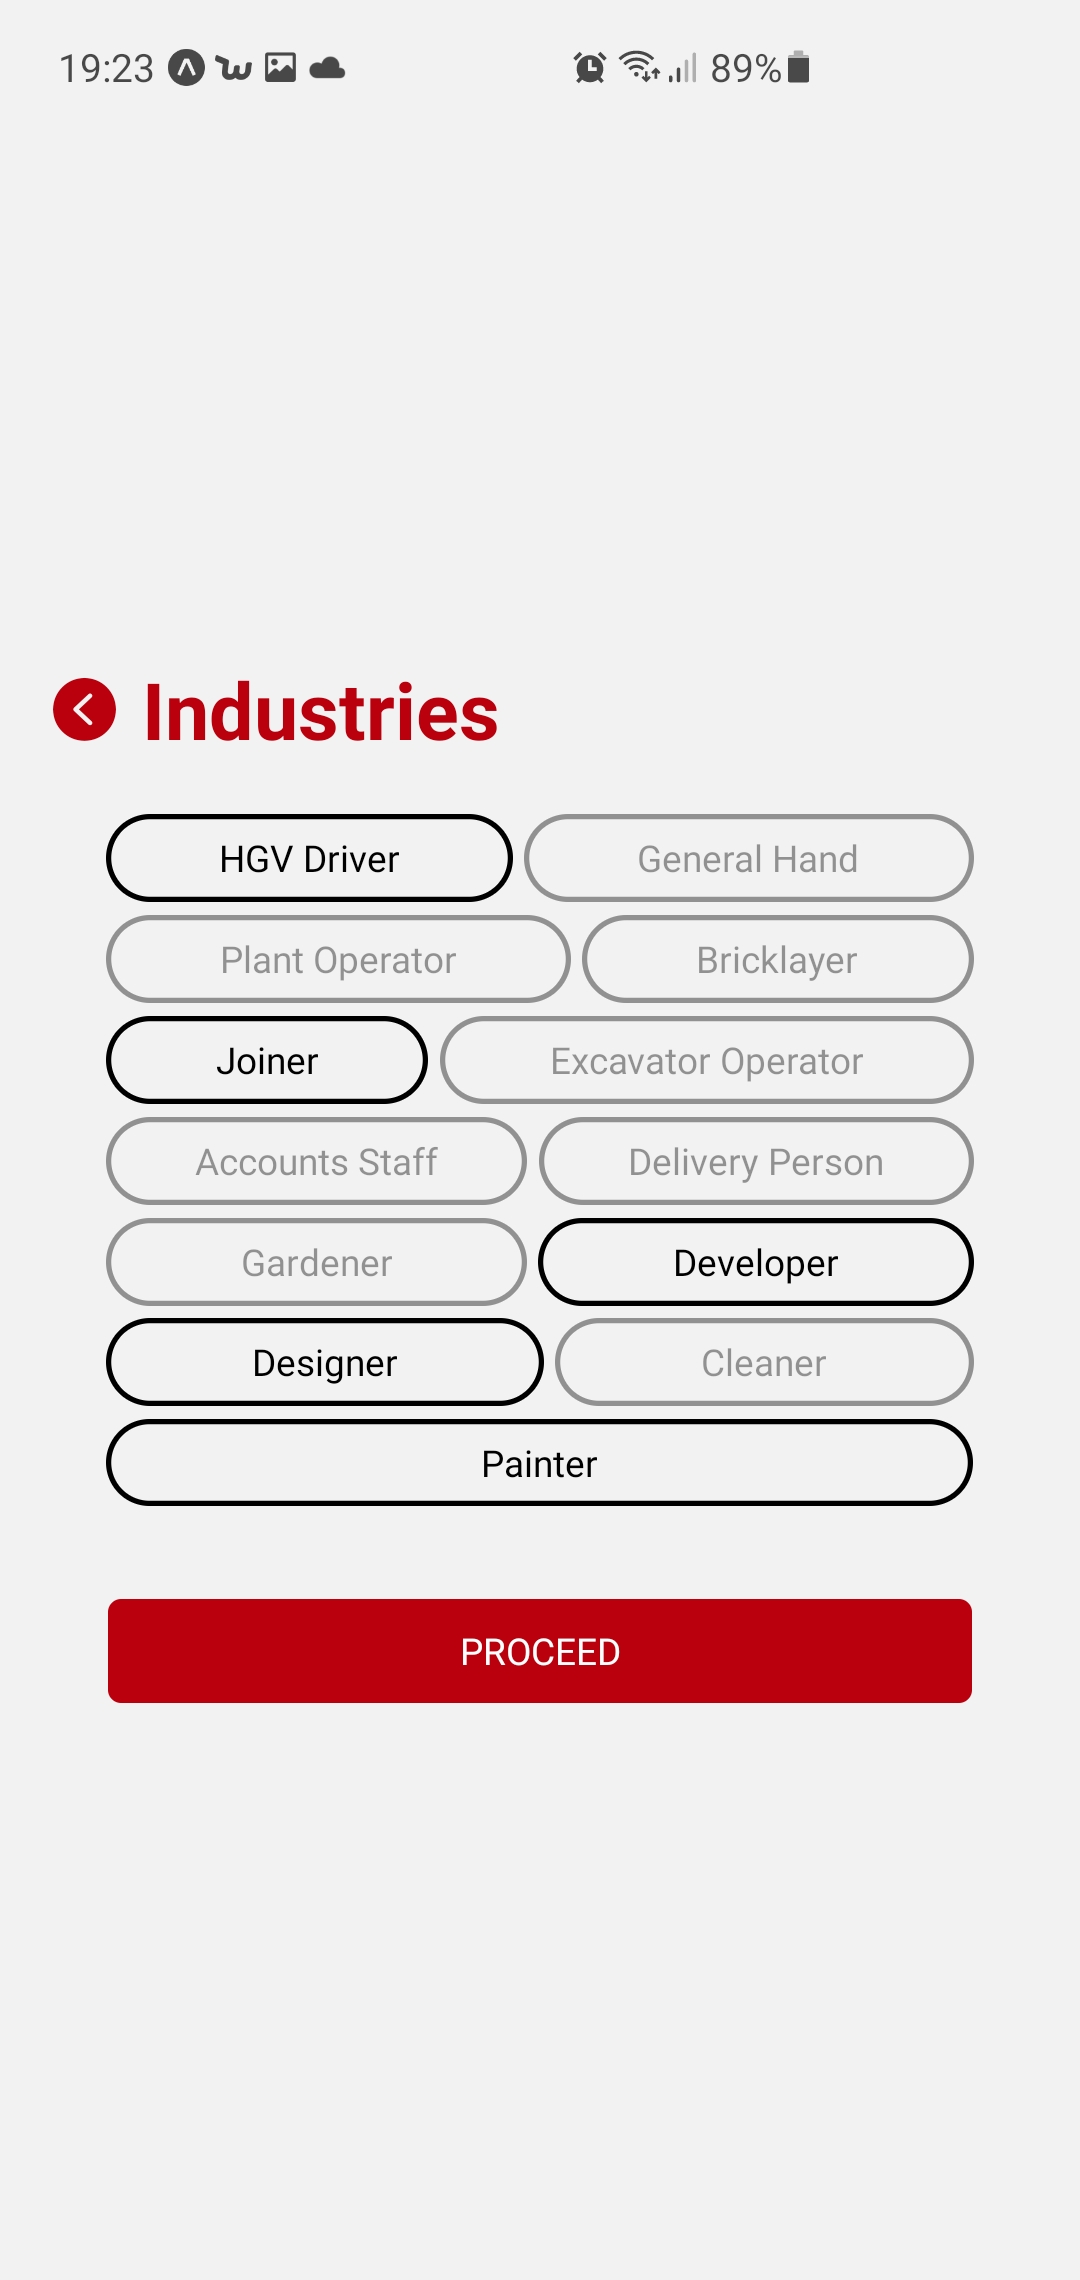 19:23 89%
Industries
HGV Driver General Hand
Plant Operator Bricklayer
Joiner Excavator Operator
Accounts Staff Delivery Person
Gardener Developer
Designer Cleaner
Painter
PROCEED